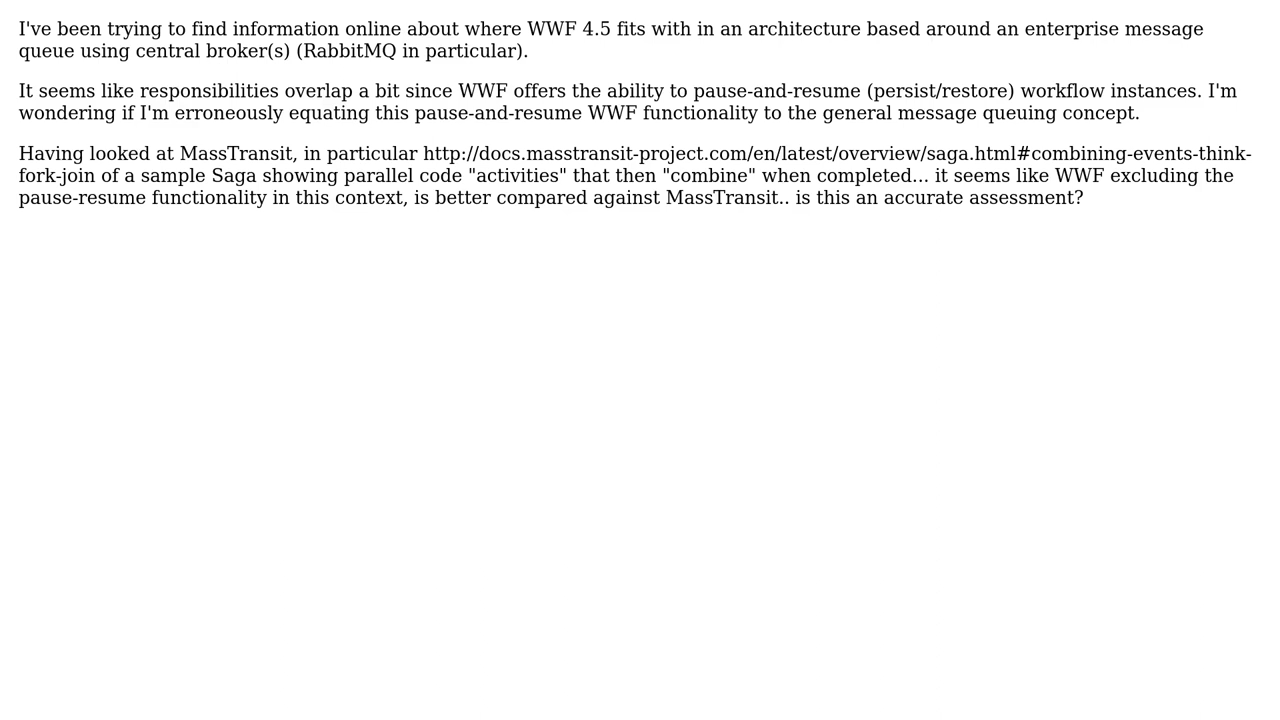 I've been trying to find information online about where WWF 4.5 fits with in an architecture based around an enterprise message
queue using central broker(s) (RabbitMQ in particular).
It seems like responsibilities overlap a bit since WWF offers the ability to pause-and-resume (persist/restore) workflow instances. I'm
wondering if I'm erroneously equating this pause-and-resume WWF functionality to the general message queuing concept.
Having looked at MassTransit, in particular http://docs.masstransit-project.com/en/latest/overview/saga.html#combining-events-think-
fork-join of a sample Saga showing parallel code "activities" that then "combine" when completed... it seems like WWF excluding the
pause-resume functionality in this context, is better compared against MassTransit.. is this an accurate assessment?